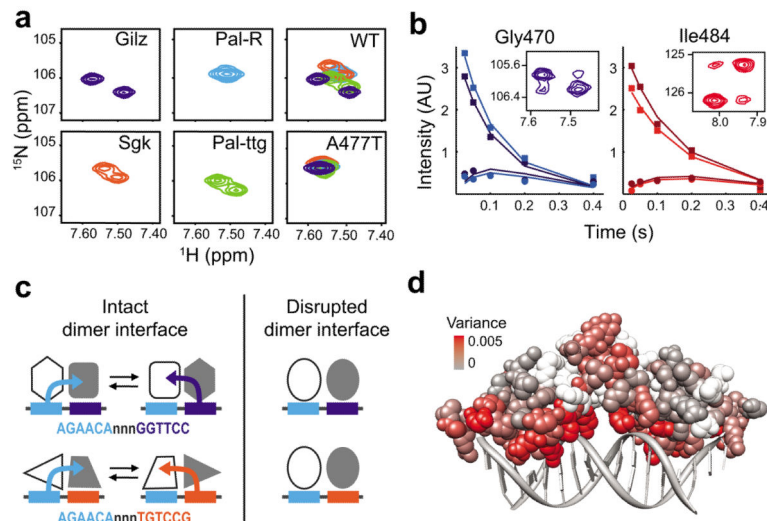 a
Gilz
Pal-R
WT
Sgk
Pal-ttg
A477T
105
106
107
105
106
107
¹⁵N (ppm)
7.60 7.50 7.40
7.60 7.50 7.40
7.60 7.50 7.40
¹H (ppm)
b
Gly470
Ile484
105.6
106.4
7.6 7.5
125
126
8.0 7.9
3
2
1
3
2
1
Intensity (AU)
0.1 0.2 0.4
0 0.1 0.2 0.4
Time (s)
c
Intact
dimer interface
Disrupted
dimer interface
AGAACAnnnGGTTCC
AGAACAnnnTGTCCG
d
Variance
0.005
0